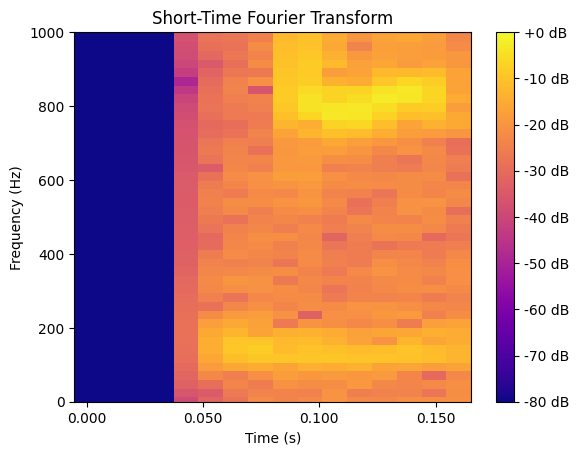 Short-Time Fourier Transform
1000
800
600
400
200
0
Frequency (Hz)
0.000
0.050
0.100
0.150
Time (s)
+0 dB
-10 dB
-20 dB
-30 dB
-40 dB
-50 dB
-60 dB
-70 dB
-80 dB